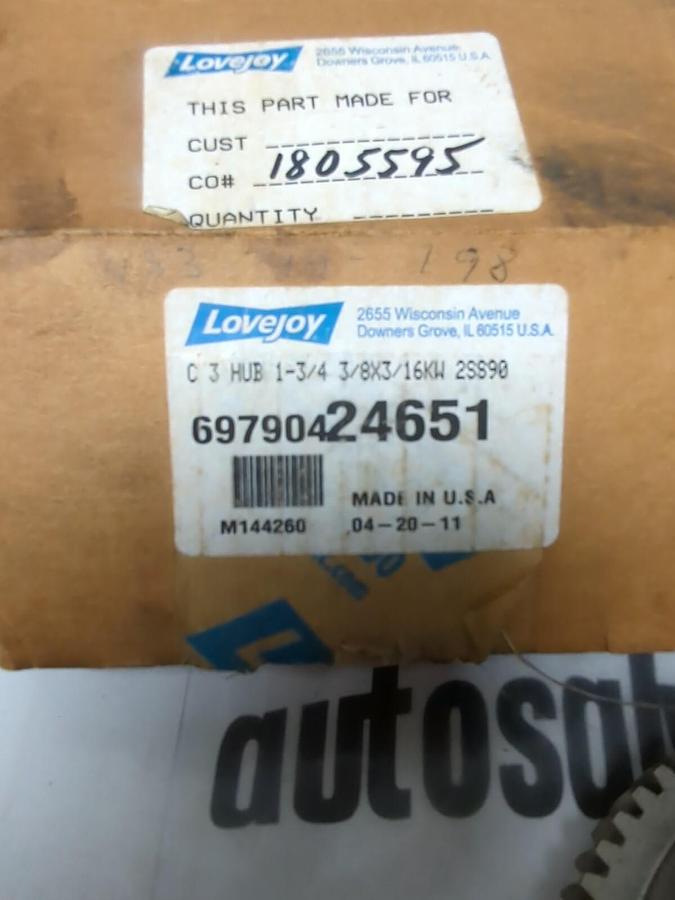 Lovejoy 2655 Wisconsin Avenue
Downers Grove, IL 60515 U.S.A.
THIS PART MADE FOR
CUST
CO# 1805595
QUANTITY
198
Lovejoy 2655 Wisconsin Avenue
Downers Grove, IL 60515 U.S.A.
C 3 HUB 1-3/4 3/8X3/16KW 2SS90
69790424651
MADE IN U.S.A
M144260 04-20-11
.com
autosa